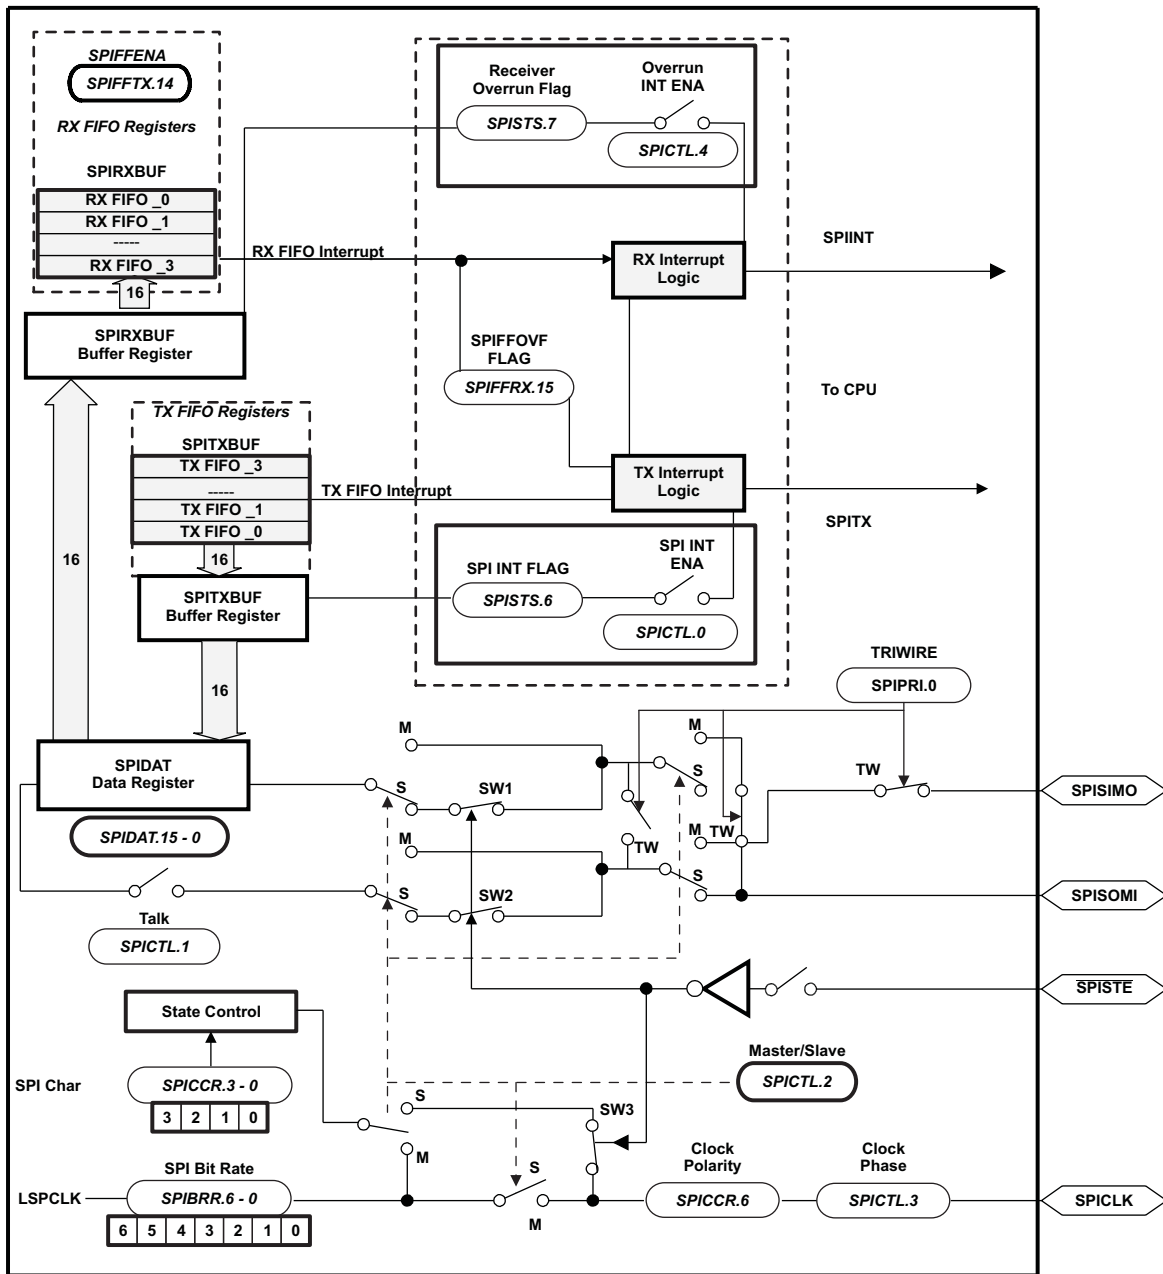 SPIFFENA
SPIFFTX.14
RX FIFO Registers
SPIRXBUF
RX FIFO _0
RX FIFO _1
-----
RX FIFO _3
16
SPIRXBUF
Buffer Register
RX FIFO Interrupt
Receiver
Overrun Flag
SPISTS.7
Overrun
INT ENA
SPICTL.4
RX Interrupt
Logic
SPIINT
SPIFFOVF
FLAG
SPIFFRX.15
To CPU
TX FIFO Registers
SPITXBUF
TX FIFO _3
-----
TX FIFO _1
TX FIFO _0
16
TX FIFO Interrupt
TX Interrupt
Logic
SPITX
SPI INT FLAG
SPISTS.6
SPI INT
ENA
SPICTL.0
16
SPITXBUF
Buffer Register
16
TRIWIRE
SPIPRI.0
SPIDAT
Data Register
SPIDAT.15 - 0
M
S
SW1
M
S
TW
M
TW
TW
SPISIMO
M
S
SW2
S
SPISOMI
Talk
SPICTL.1
SPISTE
State Control
Master/Slave
SPICTL.2
SPI Char
SPICCR.3 - 0
3 2 1 0
S
M
SW3
LSPCLK
SPI Bit Rate
SPIBRR.6 - 0
6 5 4 3 2 1 0
S
M
Clock
Polarity
SPICCR.6
Clock
Phase
SPICTL.3
SPICLK